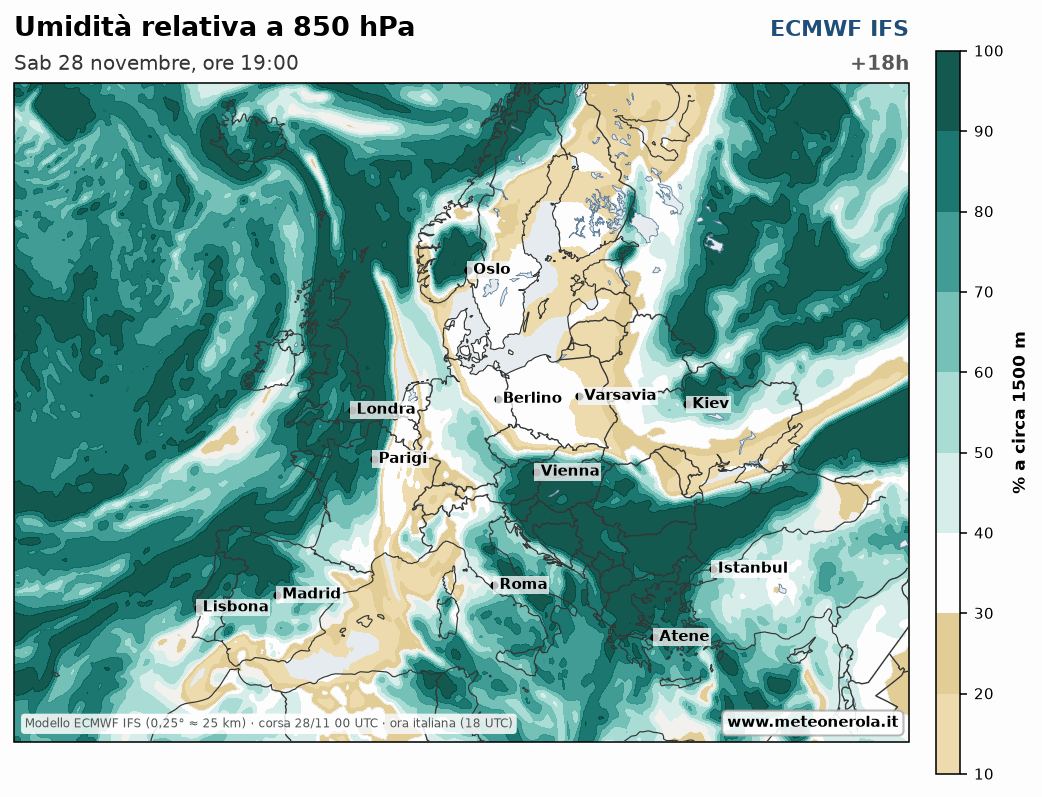 Umidità relativa a 850 hPa
ECMWF IFS
Sab 28 novembre, ore 19:00
+18h
100
90
80
70
60
50
40
30
20
10
% a circa 1500 m
Oslo
Berlino
Varsavia
Kiev
Londra
Parigi
Vienna
Istanbul
Roma
Madrid
Lisbona
Atene
Modello ECMWF IFS (0,25° ≈ 25 km) · corsa 28/11 00 UTC · ora italiana (18 UTC)
www.meteonerola.it